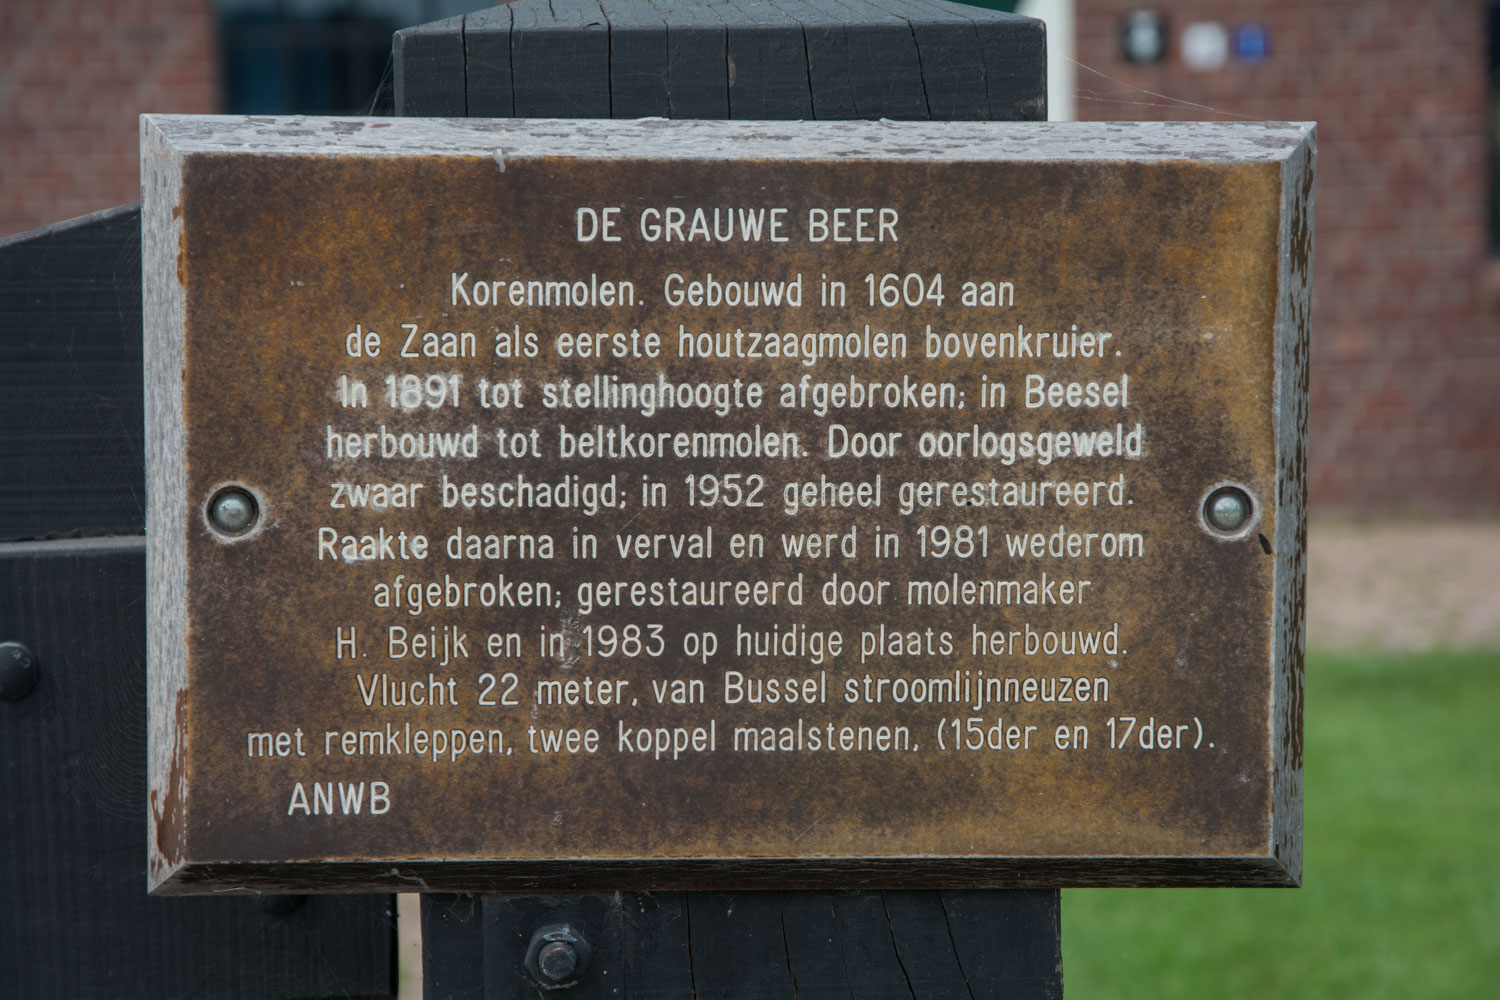 DE GRAUWE BEER
Korenmolen. Gebouwd in 1604 aan
de Zaan als eerste houtzaagmolen bovenkruier.
In 1891 tot stellinghoogte afgebroken; in Beesel
herbouwd tot beltkorenmolen. Door oorlogsgeweld
zwaar beschadigd; in 1952 geheel gerestaureerd.
Raakte daarna in verval en werd in 1981 wederom
afgebroken; gerestaureerd door molenmaker
H. Beijk en in 1983 op huidige plaats herbouwd.
Vlucht 22 meter, van Bussel stroomlijnneuzen
met remkleppen, twee koppel maalstenen, (15der en 17der).
ANWB